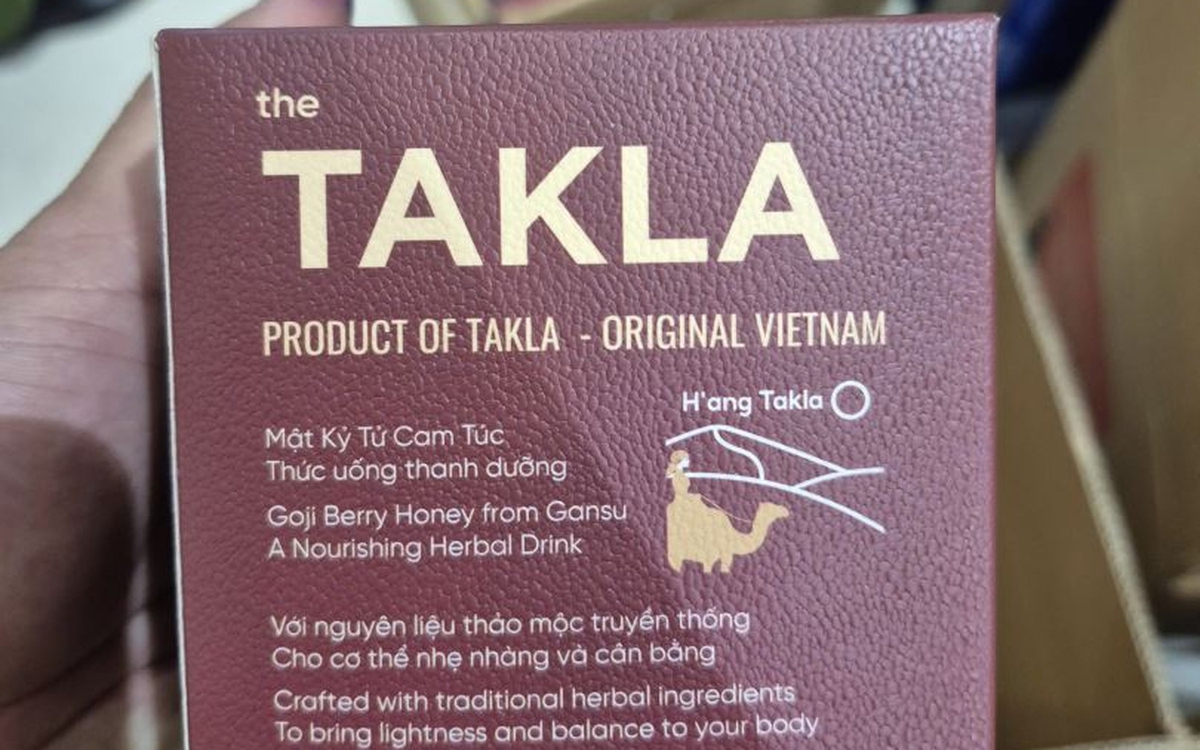 the
TAKLA
PRODUCT OF TAKLA - ORIGINAL VIETNAM
H'ang Takla
Mật Kỷ Tử Cam Túc
Thức uống thanh dưỡng
Goji Berry Honey from Gansu
A Nourishing Herbal Drink
Với nguyên liệu thảo mộc truyền thống
Cho cơ thể nhẹ nhàng và cân bằng
Crafted with traditional herbal ingredients
To bring lightness and balance to your body